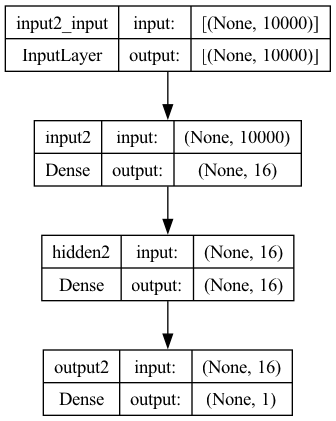 input2_input input: [(None, 10000)]
InputLayer output: [(None, 10000)]
input2 input: (None, 10000)
Dense output: (None, 16)
hidden2 input: (None, 16)
Dense output: (None, 16)
output2 input: (None, 16)
Dense output: (None, 1)